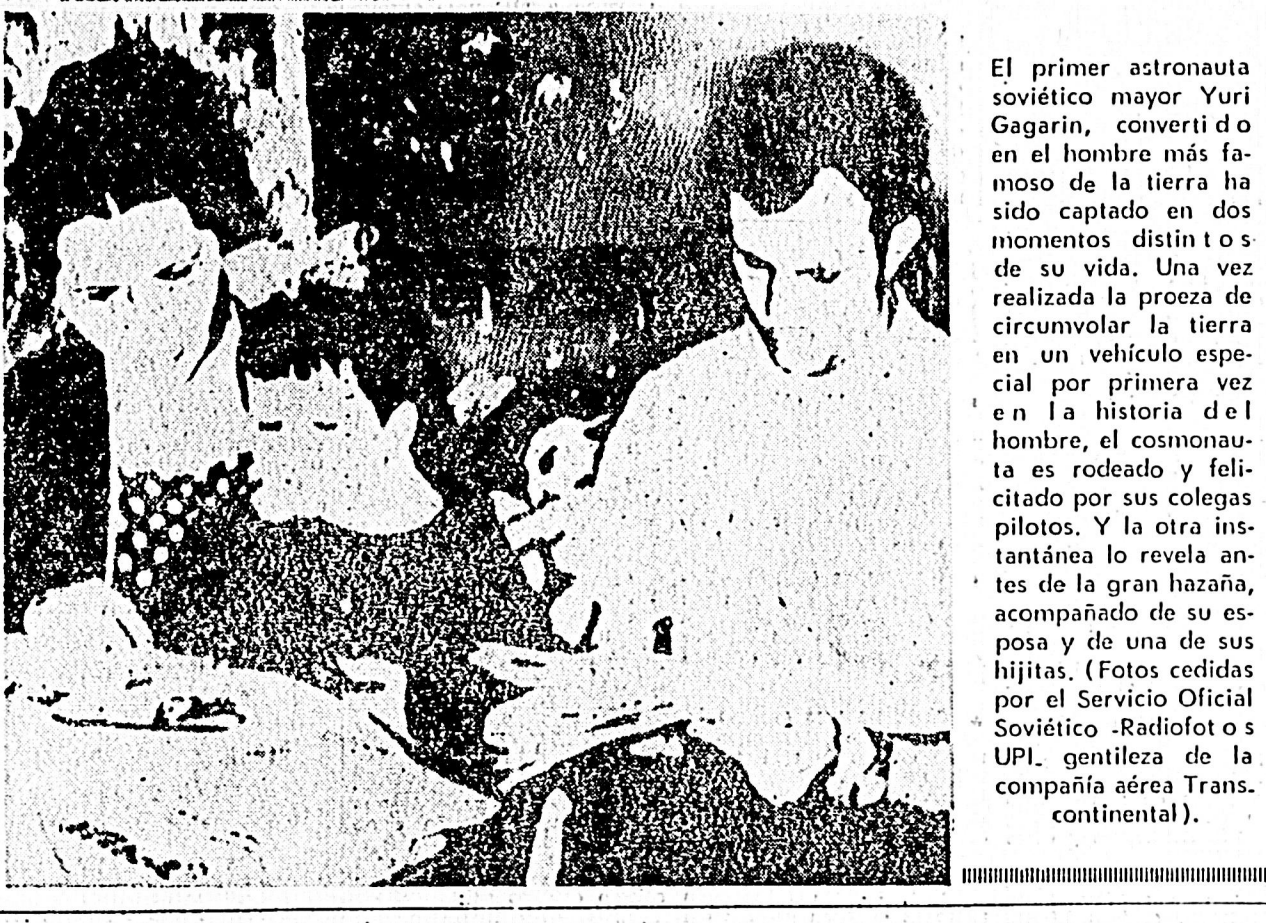 El primer astronauta
soviético mayor Yuri
Gagarin, converti d o
en el hombre más fa-
moso de la tierra ha
sido captado en dos
momentos distin t o s
de su vida. Una vez
realizada la proeza de
circumvolar la tierra
en un vehículo espe-
cial por primera vez
e n l a historia d e l
hombre, el cosmonau-
ta es rodeado y feli-
citado por sus colegas
pilotos. Y la otra ins-
tantánea lo revela an-
tes de la gran hazaña,
acompañado de su es-
posa y de una de sus
hijitas. (Fotos cedidas
por el Servicio Oficial
Soviético -Radiofot o s
UPI- gentileza de la
compañía aérea Trans-
continental).